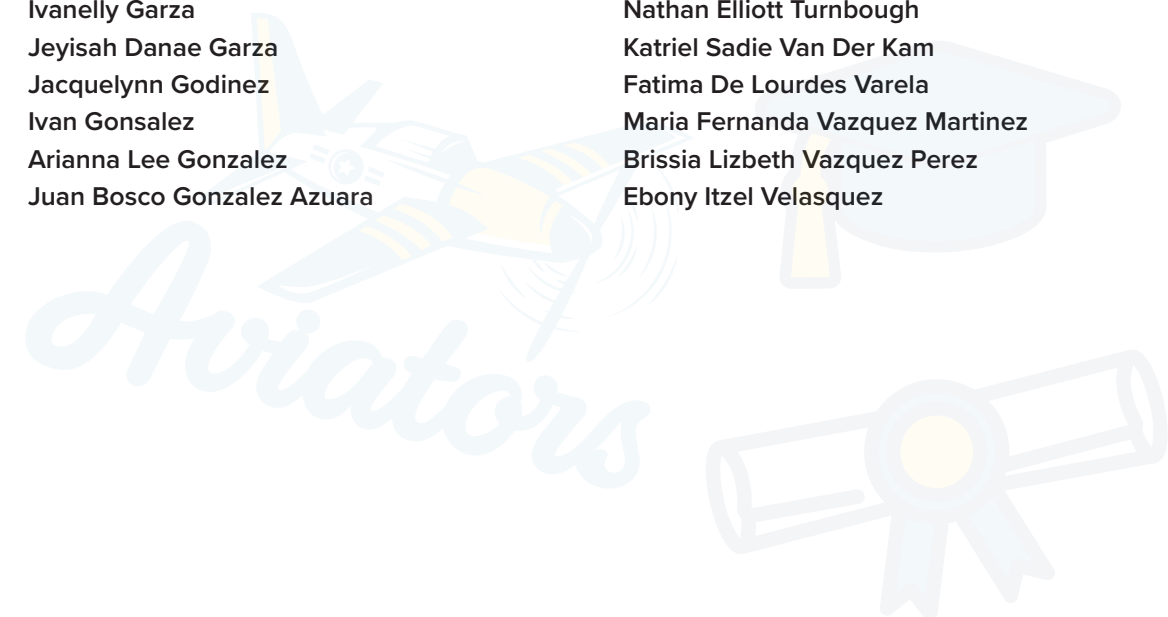 Ivanelly Garza
Jeyisah Danae Garza
Jacquelynn Godinez
Ivan Gonsalez
Arianna Lee Gonzalez
Juan Bosco Gonzalez Azuara
Nathan Elliott Turnbough
Katriel Sadie Van Der Kam
Fatima De Lourdes Varela
Maria Fernanda Vazquez Martinez
Brissia Lizbeth Vazquez Perez
Ebony Itzel Velasquez
Aviators